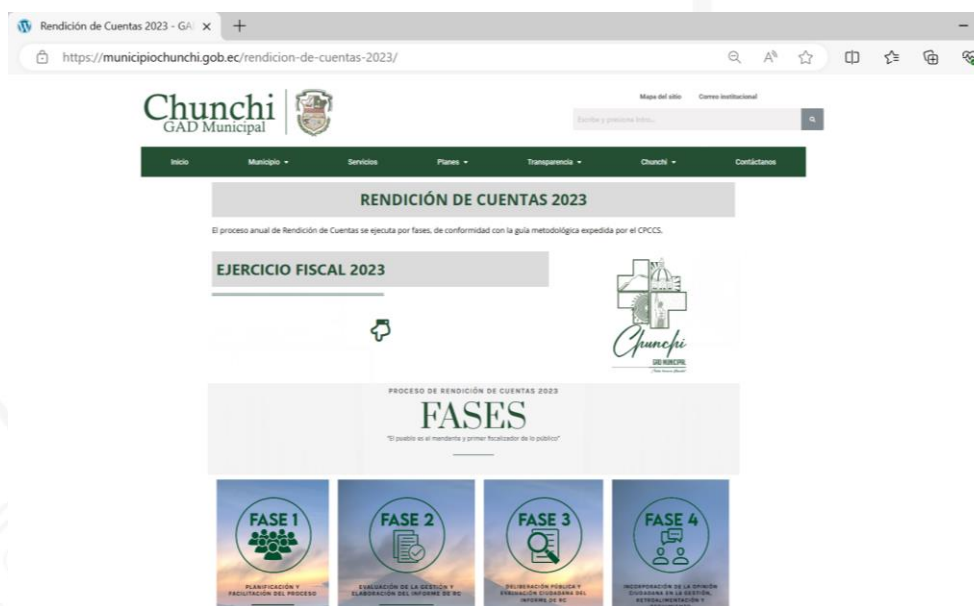 Rendición de Cuentas 2023 - GA
https://municipiochunchi.gob.ec/rendicion-de-cuentas-2023/
Chunchi
GAD Municipal
Mapa del sitio Correo institucional
Escribe y presiona Intro...
Inicio Municipio Servicios Planes Transparencia Chunchi Contáctanos
RENDICIÓN DE CUENTAS 2023
El proceso anual de Rendición de Cuentas se ejecuta por fases, de conformidad con la guía metodológica expedida por el CPCCS.
EJERCICIO FISCAL 2023
Chunchi
GAD MUNICIPAL
PROCESO DE RENDICIÓN DE CUENTAS 2023
FASES
"El pueblo es el mandante y primer fiscalizador de lo público"
FASE 1
PLANIFICACIÓN Y
FACILITACIÓN DEL PROCESO
FASE 2
EVALUACIÓN DE LA GESTIÓN Y
ELABORACIÓN DEL INFORME DE RC
FASE 3
DELIBERACIÓN PÚBLICA Y
EVALUACIÓN CIUDADANA DEL
INFORME DE RC
FASE 4
INCORPORACIÓN DE LA OPINIÓN
CIUDADANA EN LA GESTIÓN,
RETROALIMENTACIÓN Y